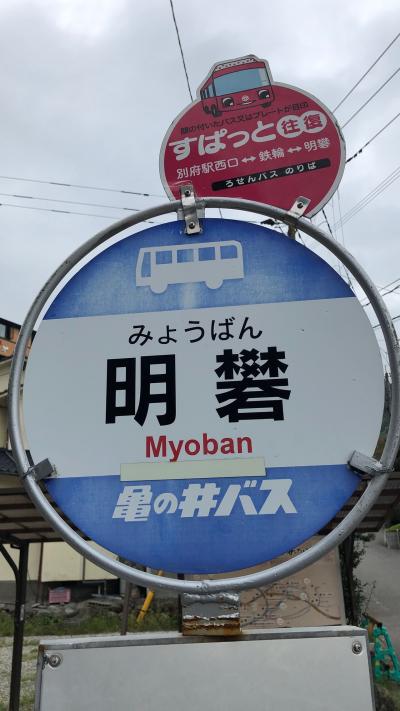 顔の付いたバス又はプレートが目印
すぱっと往復
別府駅西口↔鉄輪↔明礬
ろせんバス のりば
みょうばん
明礬
Myoban
亀の井バス